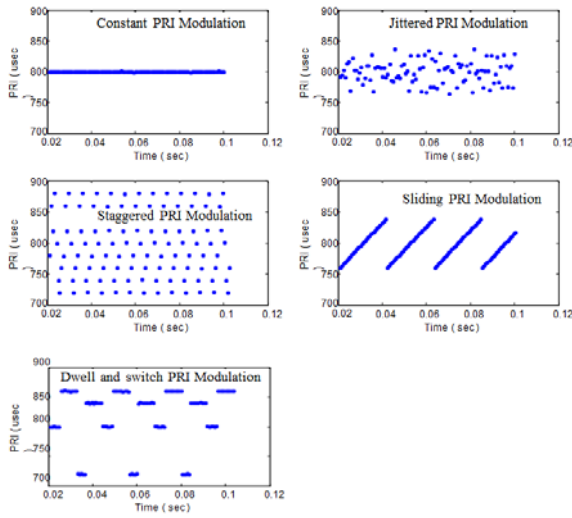 Constant PRI Modulation
900
850
800
750
700
PRI ( usec
)
0.02 0.04 0.06 0.08 0.1 0.12
Time ( sec)
Jittered PRI Modulation
900
850
800
750
700
PRI ( usec
)
0.02 0.04 0.06 0.08 0.1 0.12
Time ( sec)
Staggered PRI Modulation
900
850
800
750
700
PRI ( usec
)
0.02 0.04 0.06 0.08 0.1 0.12
Time ( sec)
Sliding PRI Modulation
900
850
800
750
700
PRI ( usec
)
0.02 0.04 0.06 0.08 0.1 0.12
Time ( sec)
Dwell and switch PRI Modulation
900
850
800
750
700
PRI ( usec
)
0.02 0.04 0.06 0.08 0.1 0.12
Time ( sec)